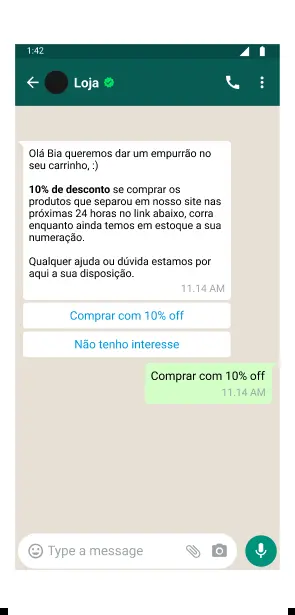 1:42
Loja
Olá Bia queremos dar um empurrão no
seu carrinho, :)
10% de desconto se comprar os
produtos que separou em nosso site nas
próximas 24 horas no link abaixo, corra
enquanto ainda temos em estoque a sua
numeração.
Qualquer ajuda ou dúvida estamos por
aqui a sua disposição.
11.14 AM
Comprar com 10% off
Não tenho interesse
Comprar com 10% off
11.14 AM
Type a message